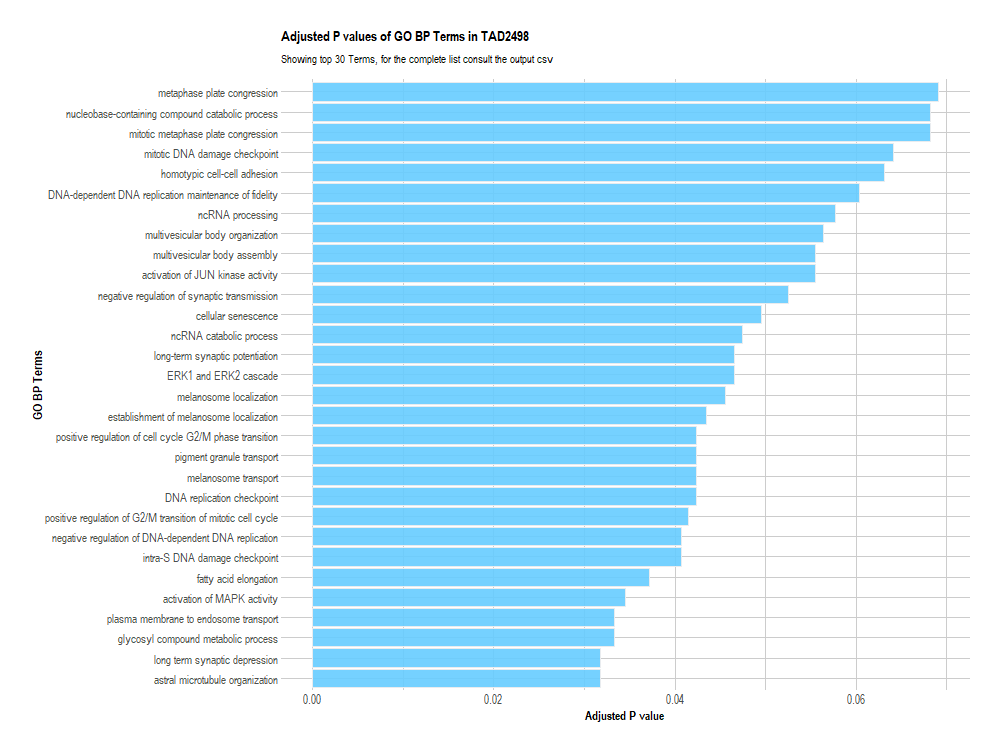 Adjusted P values of GO BP Terms in TAD2498
Showing top 30 Terms, for the complete list consult the output csv
metaphase plate congression
nucleobase-containing compound catabolic process
mitotic metaphase plate congression
mitotic DNA damage checkpoint
homotypic cell-cell adhesion
DNA-dependent DNA replication maintenance of fidelity
ncRNA processing
multivesicular body organization
multivesicular body assembly
activation of JUN kinase activity
negative regulation of synaptic transmission
cellular senescence
ncRNA catabolic process
long-term synaptic potentiation
ERK1 and ERK2 cascade
melanosome localization
establishment of melanosome localization
positive regulation of cell cycle G2/M phase transition
pigment granule transport
melanosome transport
DNA replication checkpoint
positive regulation of G2/M transition of mitotic cell cycle
negative regulation of DNA-dependent DNA replication
intra-S DNA damage checkpoint
fatty acid elongation
activation of MAPK activity
plasma membrane to endosome transport
glycosyl compound metabolic process
long term synaptic depression
astral microtubule organization
GO BP Terms
0.00 0.02 0.04 0.06
Adjusted P value